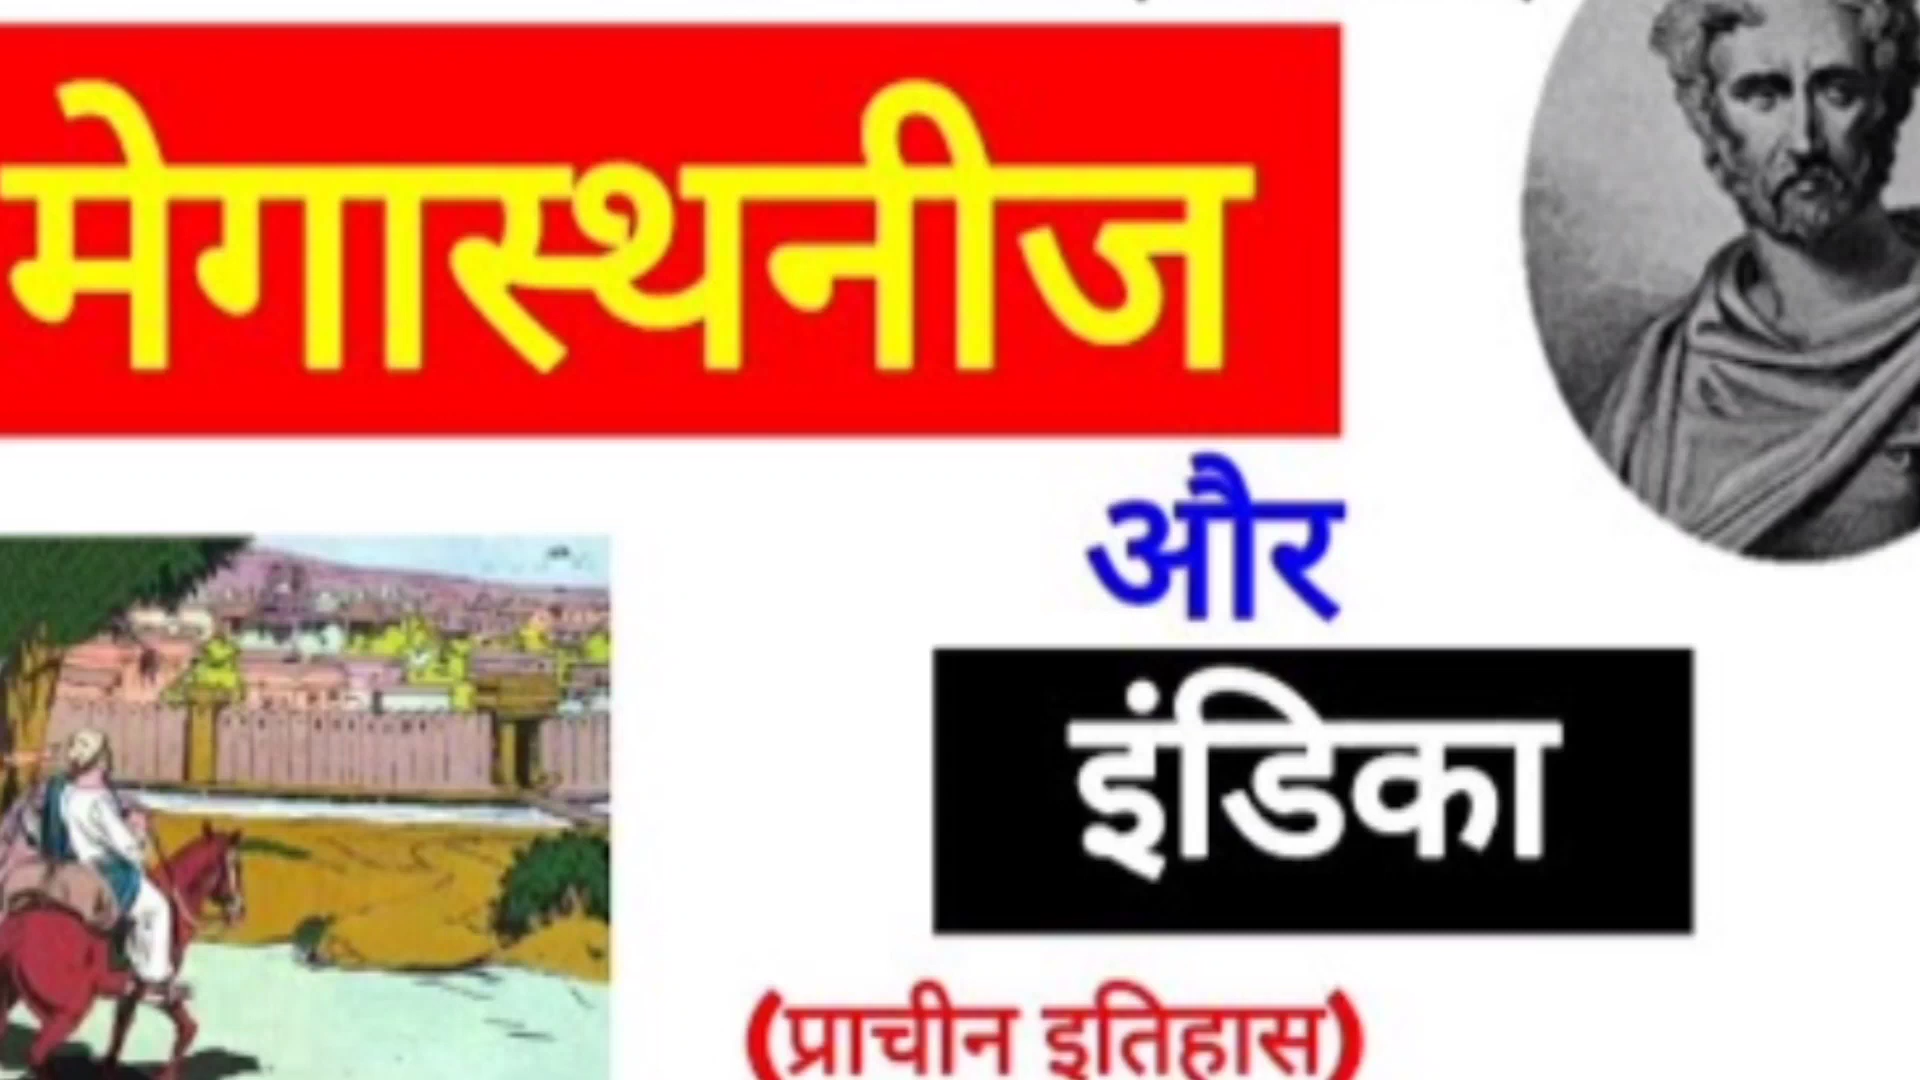 मेगास्थनीज
और
इंडिका
(प्राचीन इतिहास)